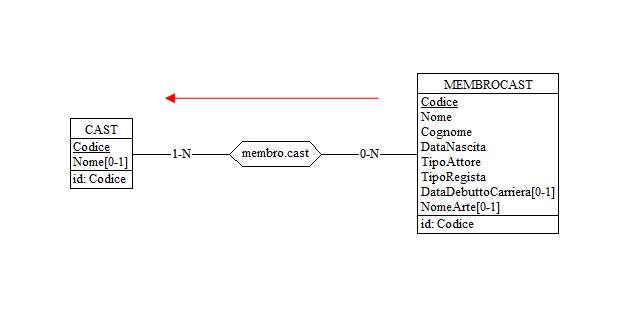 CAST
Codice
Nome[0-1]
id: Codice
1-N
membro.cast
0-N
MEMBROCAST
Codice
Nome
Cognome
DataNascita
TipoAttore
TipoRegista
DataDebuttoCarriera[0-1]
NomeArte[0-1]
id: Codice